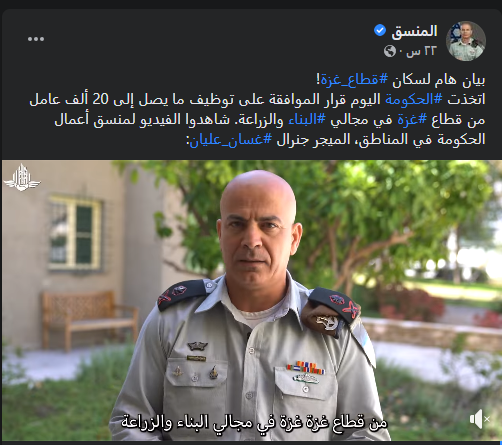 المنسق
٢٢ س ·
بيان هام لسكان #قطاع_غزة!
اتخذت #الحكومة اليوم قرار الموافقة على توظيف ما يصل إلى 20 ألف عامل
من قطاع #غزة في مجالي #البناء والزراعة. شاهدوا الفيديو لمنسق أعمال
الحكومة في المناطق، الميجر جنرال #غسان_عليان:
من قطاع غزة غزة في مجالي البناء والزراعة